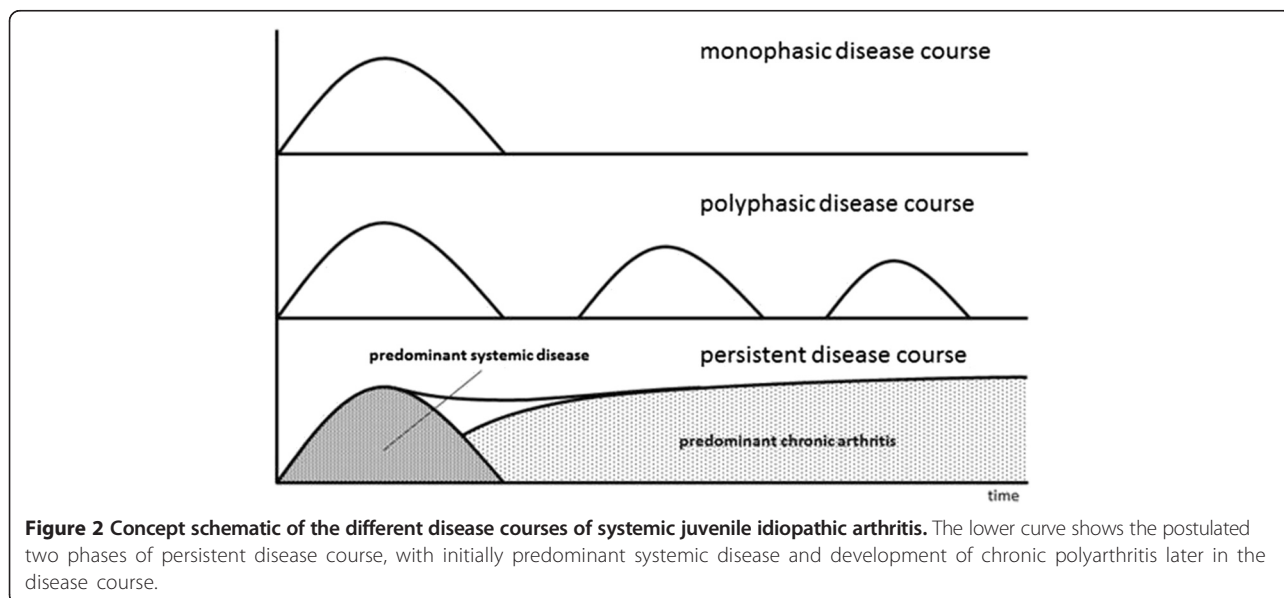 monophasic disease course
polyphasic disease course
persistent disease course
predominant systemic disease
predominant chronic arthritis
time
Figure 2 Concept schematic of the different disease courses of systemic juvenile idiopathic arthritis. The lower curve shows the postulated
two phases of persistent disease course, with initially predominant systemic disease and development of chronic polyarthritis later in the
disease course.